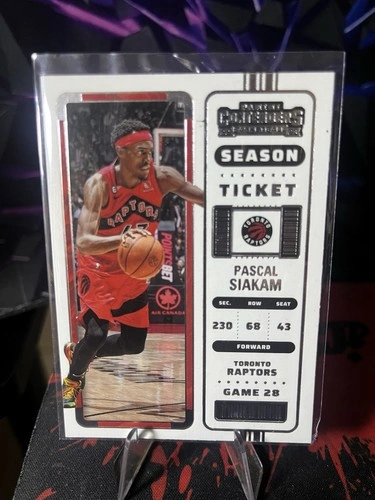 PANINI
CONTENDERS
BASKETBALL
SEASON
TICKET
TORONTO
RAPTORS
PASCAL
SIAKAM
SEC. ROW SEAT
230 68 43
FORWARD
TORONTO
RAPTORS
GAME 28
RAPTORS
43
AIR CANADA